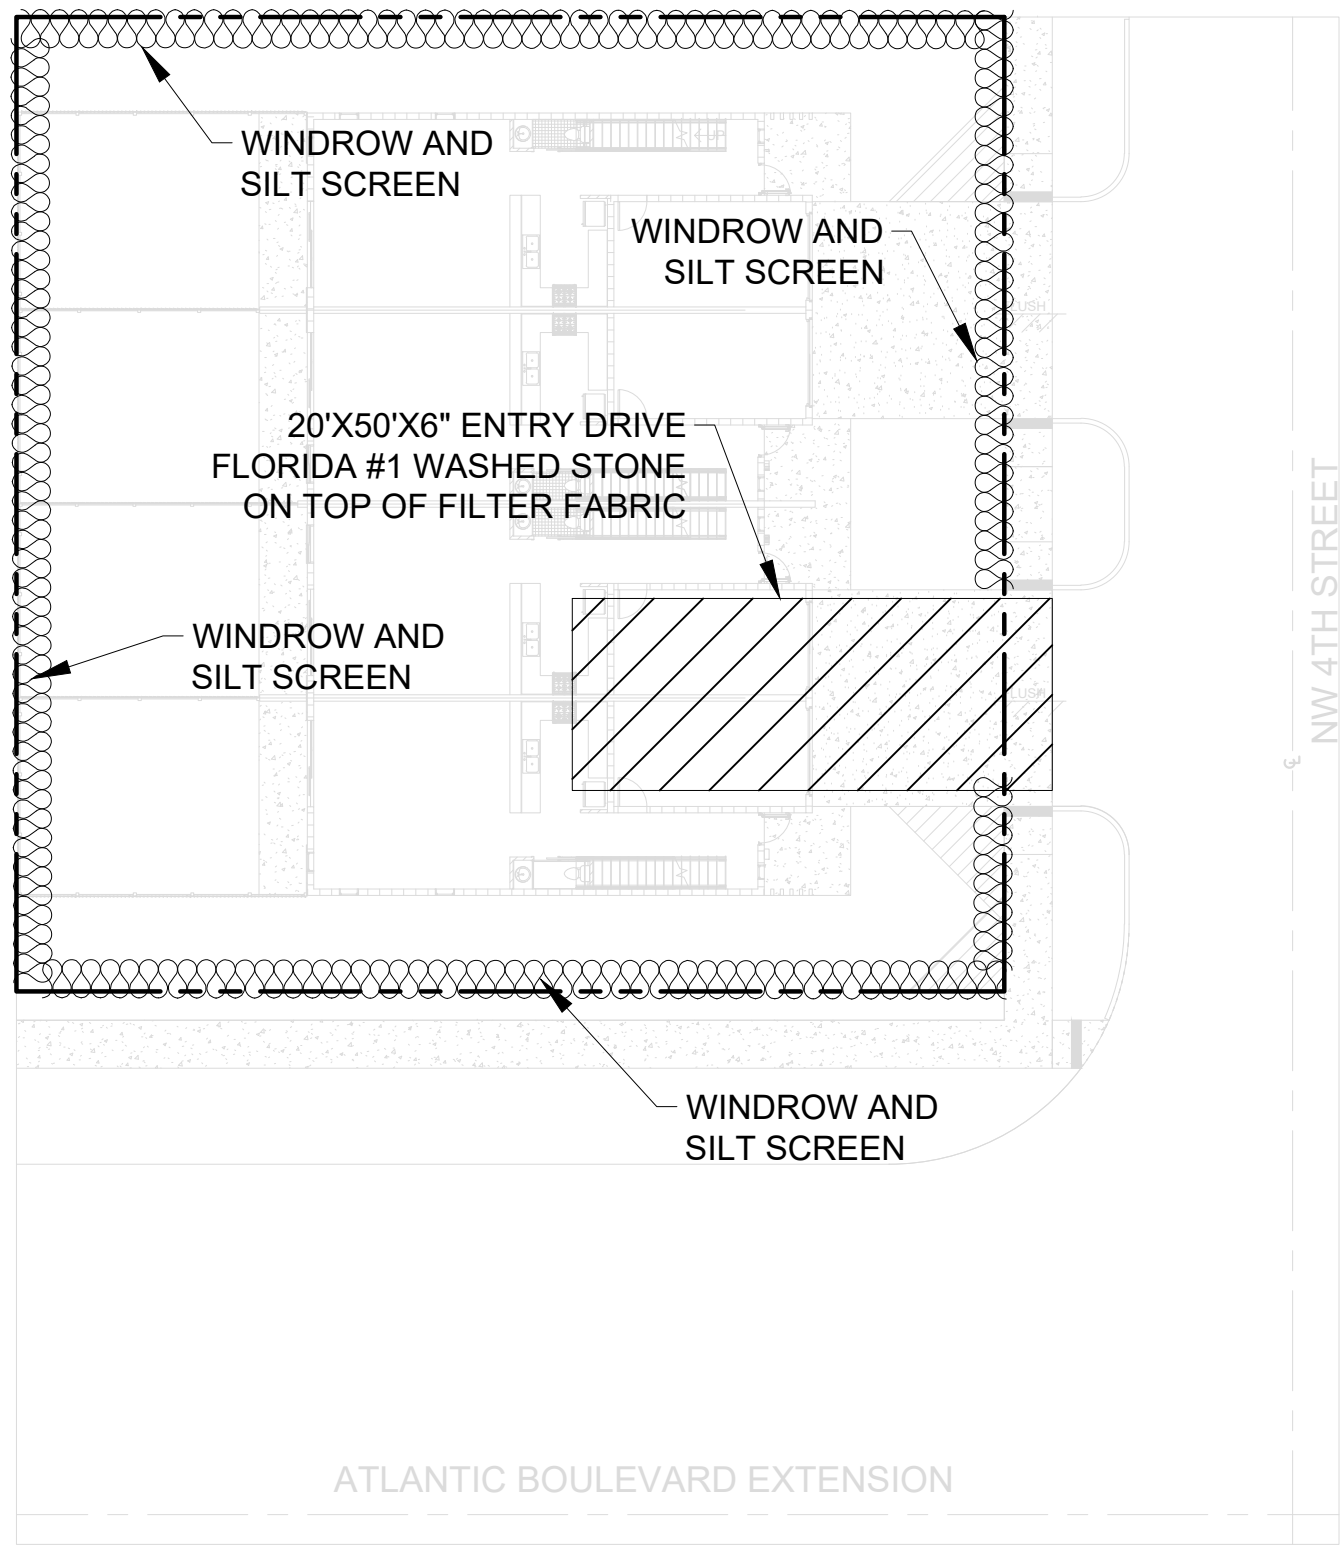 WINDROW AND
SILT SCREEN
WINDROW AND
SILT SCREEN
20'X50'X6" ENTRY DRIVE
FLORIDA #1 WASHED STONE
ON TOP OF FILTER FABRIC
WINDROW AND
SILT SCREEN
WINDROW AND
SILT SCREEN
NW 4TH STREET
ATLANTIC BOULEVARD EXTENSION